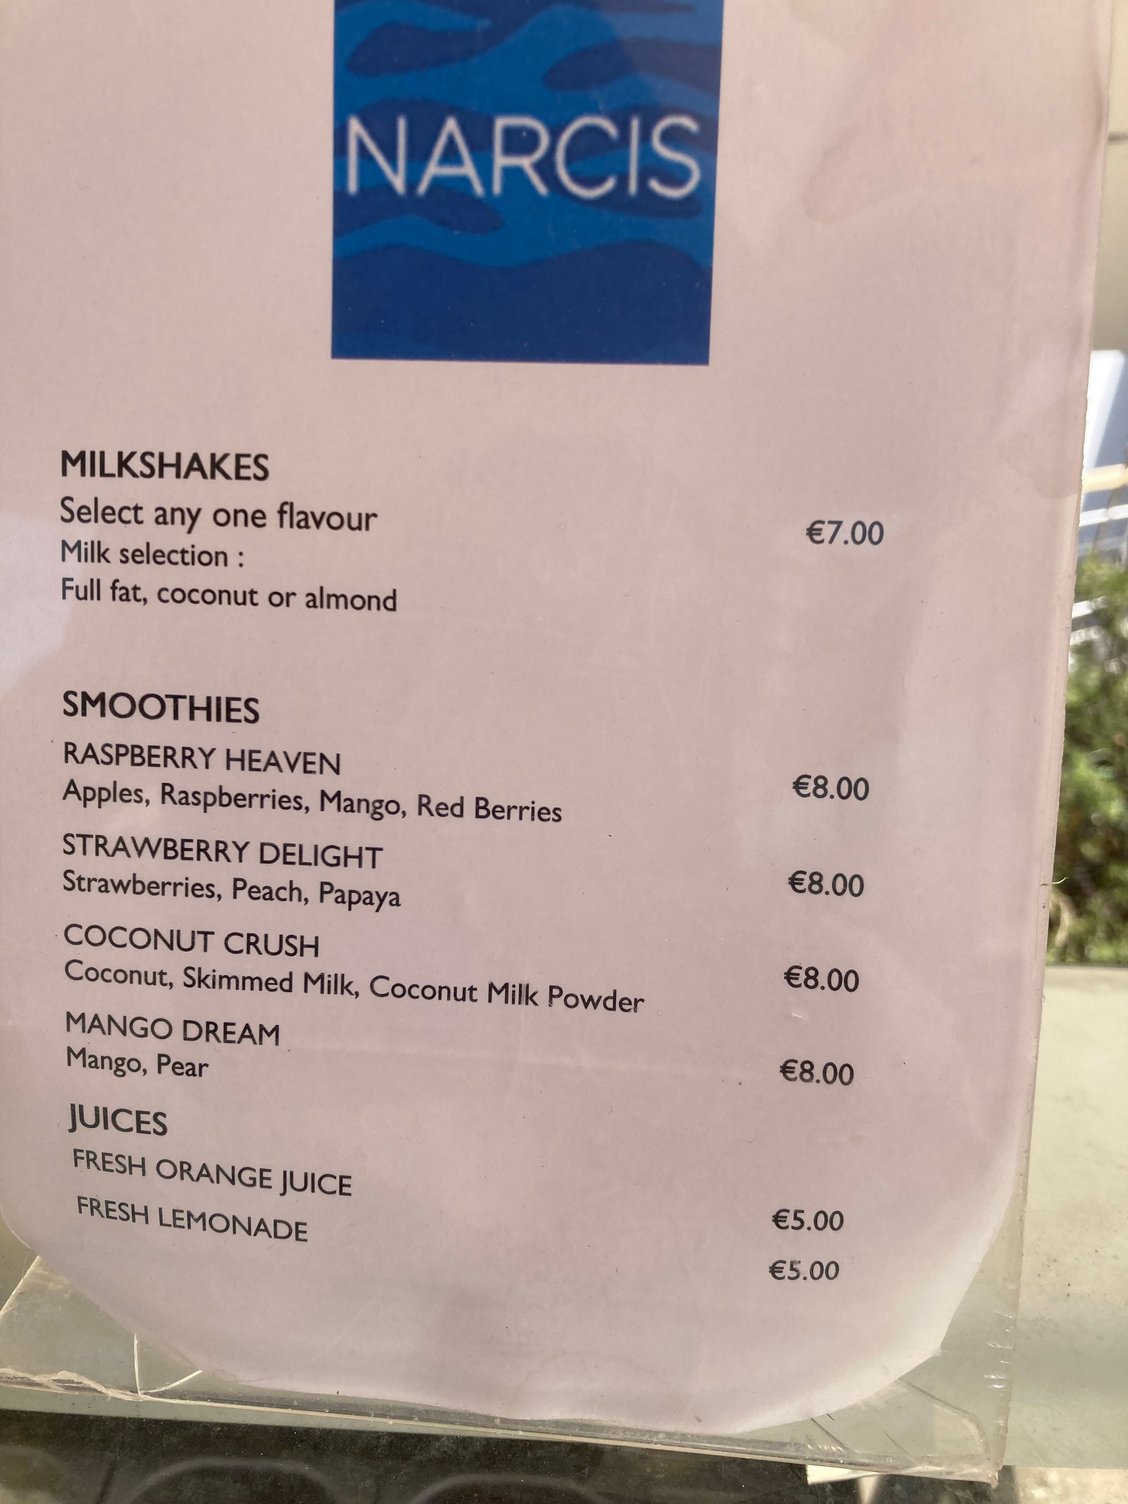 NARCIS
MILKSHAKES
Select any one flavour
€7.00
Milk selection :
Full fat, coconut or almond
SMOOTHIES
RASPBERRY HEAVEN
€8.00
Apples, Raspberries, Mango, Red Berries
STRAWBERRY DELIGHT
€8.00
Strawberries, Peach, Papaya
COCONUT CRUSH
€8.00
Coconut, Skimmed Milk, Coconut Milk Powder
MANGO DREAM
€8.00
Mango, Pear
JUICES
FRESH ORANGE JUICE
€5.00
FRESH LEMONADE
€5.00